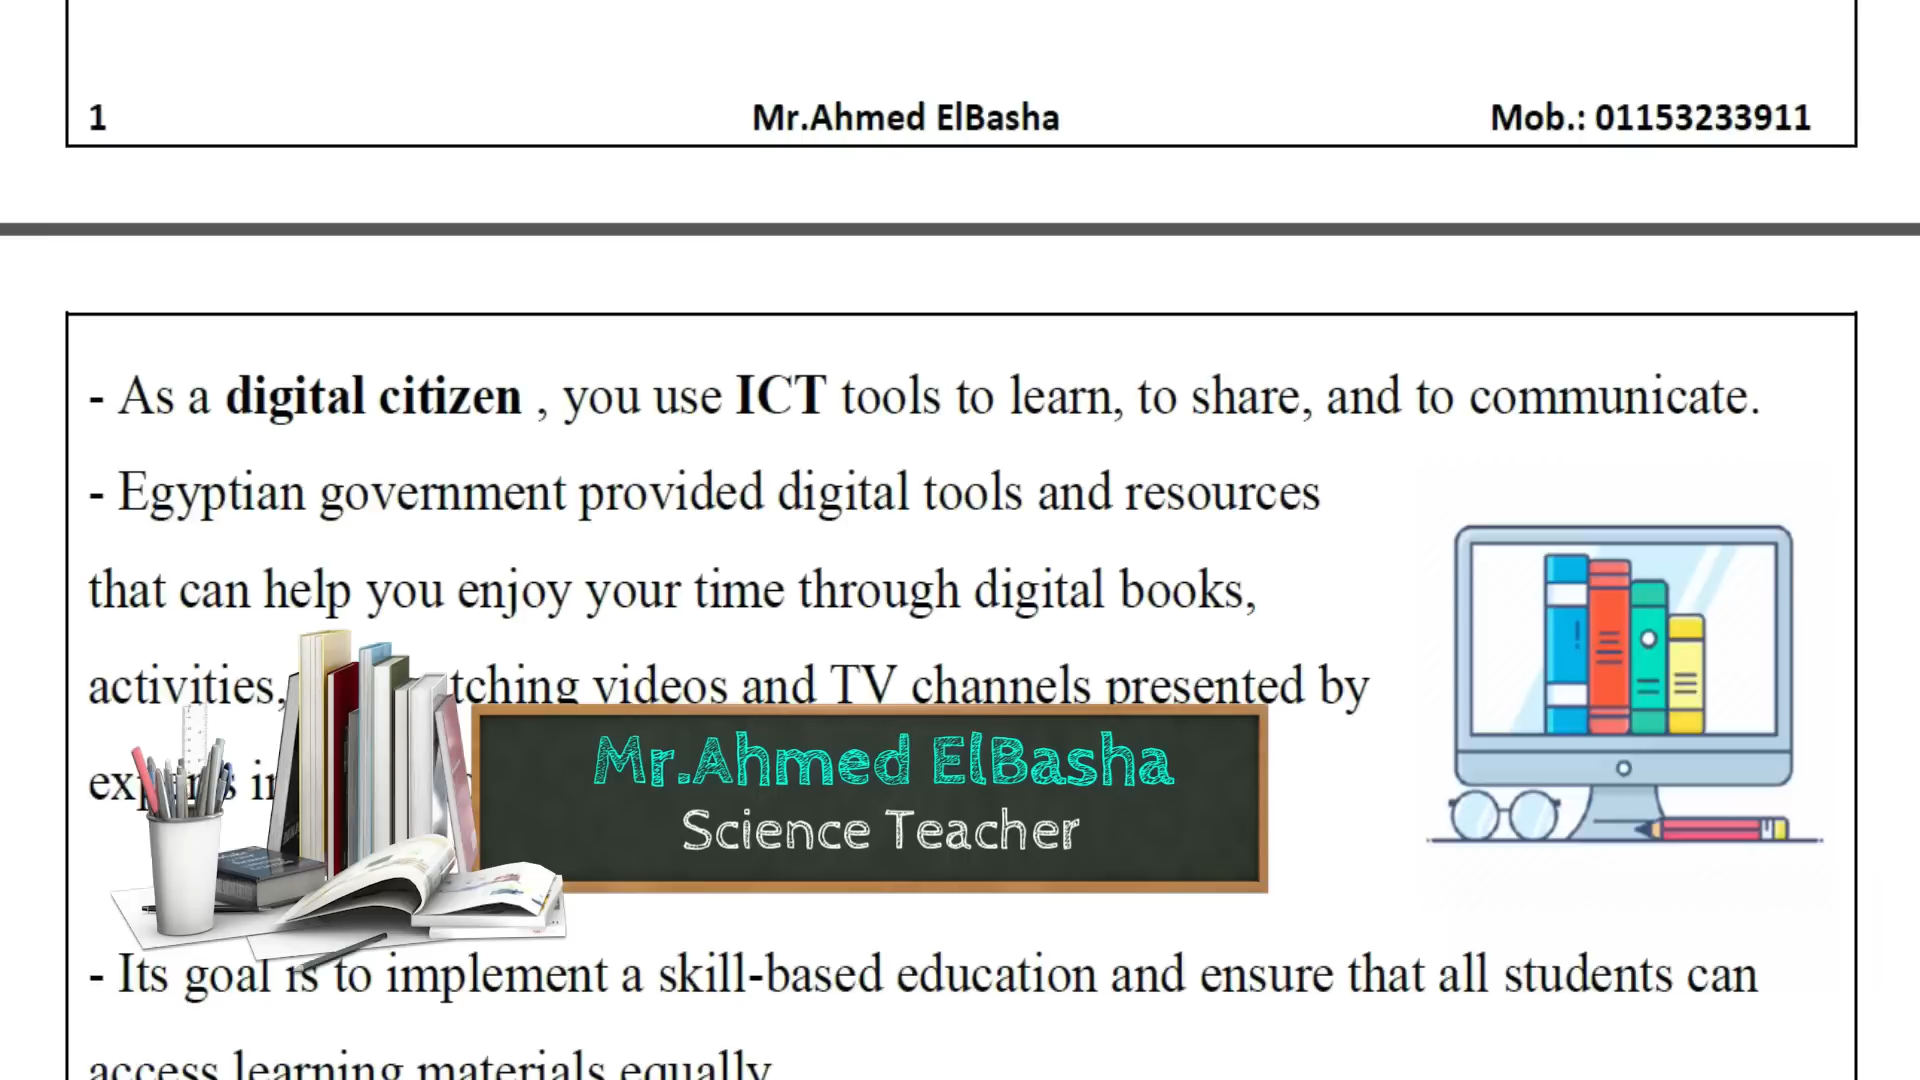 1 Mr.Ahmed ElBasha Mob.: 01153233911
- As a digital citizen , you use ICT tools to learn, to share, and to communicate.
- Egyptian government provided digital tools and resources
that can help you enjoy your time through digital books,
activities, videos and TV channels presented by
Mr.Ahmed ElBasha
Science Teacher
- Its goal is to implement a skill-based education and ensure that all students can
access learning materials equally